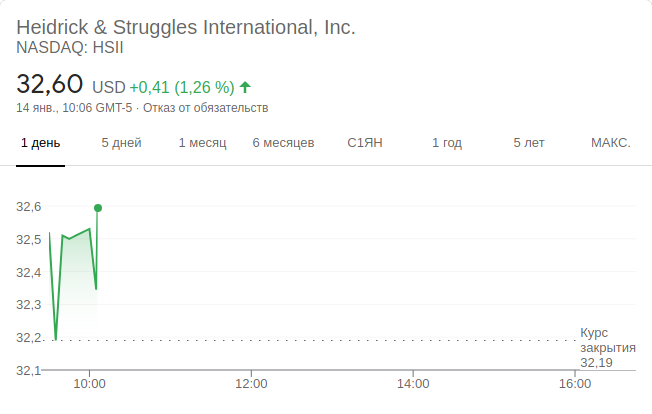 Heidrick & Struggles International, Inc.
NASDAQ: HSII
32,60 USD +0,41 (1,26 %) ↑
14 янв., 10:06 GMT-5 · Отказ от обязательств
1 день 5 дней 1 месяц 6 месяцев С1ЯН 1 год 5 лет МАКС.
32,6
32,5
32,4
32,3
32,2
32,1
Курс
закрытия
32,19
10:00 12:00 14:00 16:00